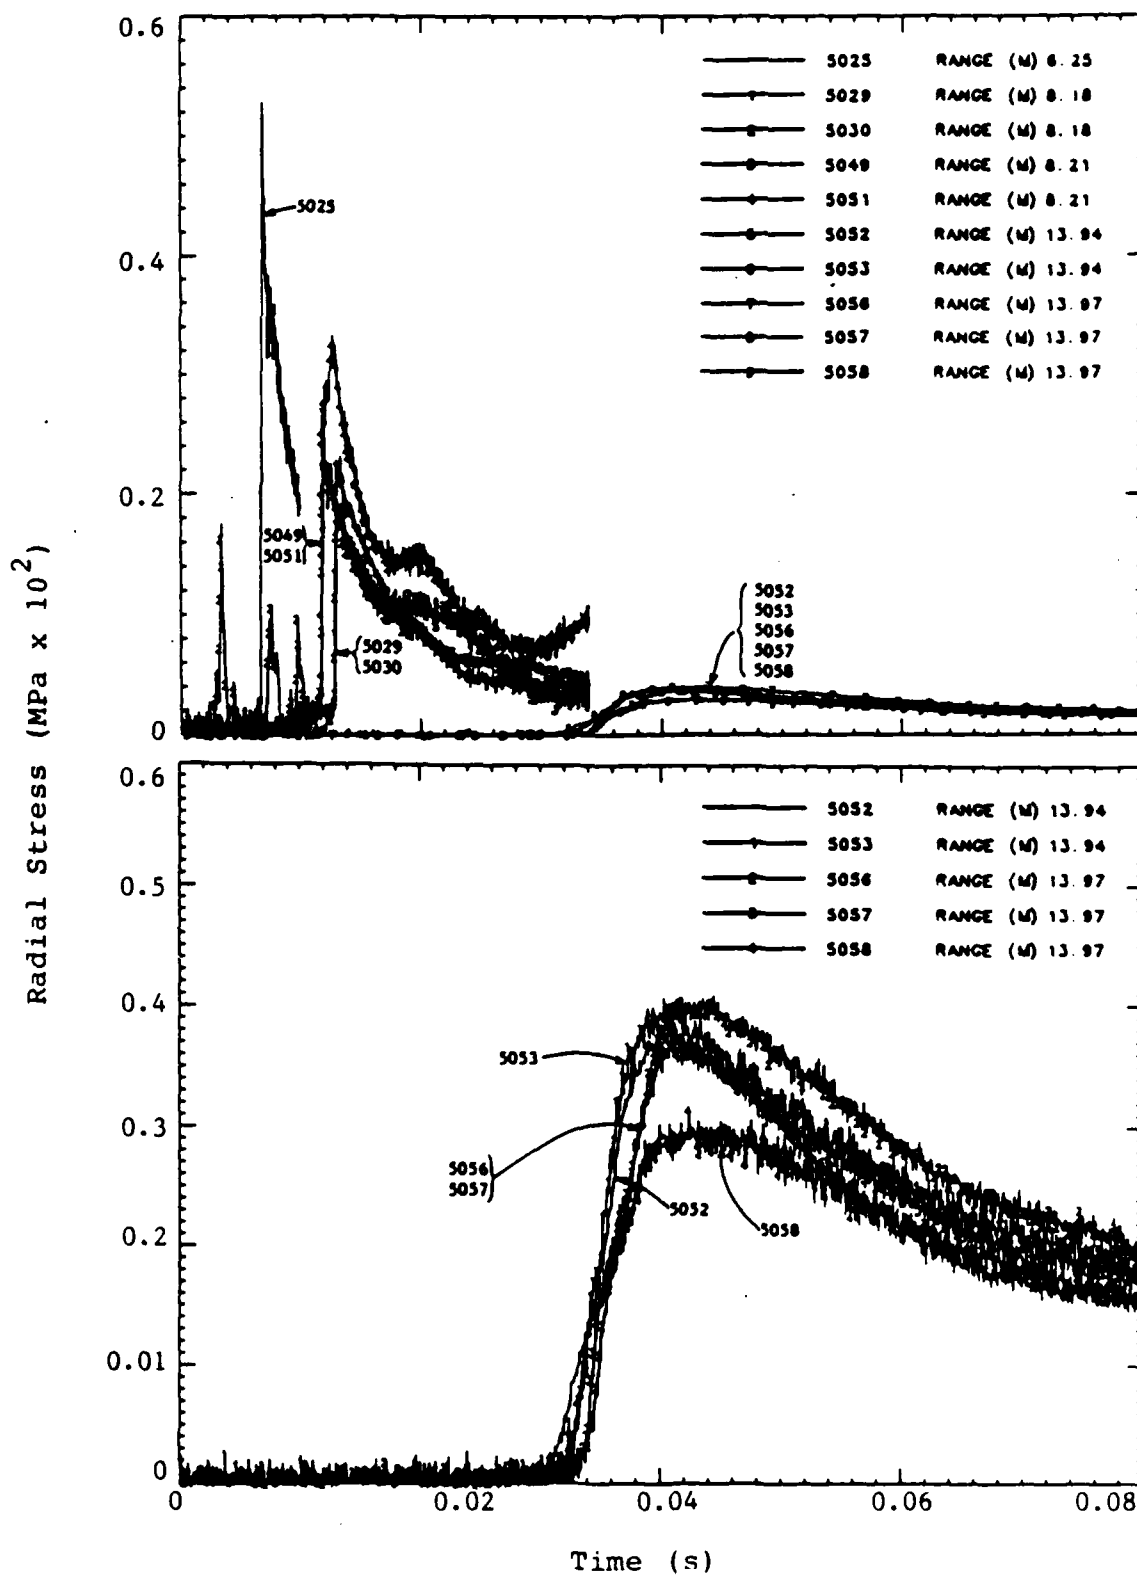 0.6
5025 RANGE (M) 6.25
5029 RANGE (M) 8.18
5030 RANGE (M) 8.18
5049 RANGE (M) 8.21
5051 RANGE (M) 8.21
5052 RANGE (M) 13.94
5053 RANGE (M) 13.94
5056 RANGE (M) 13.97
5057 RANGE (M) 13.97
5058 RANGE (M) 13.97
5025
0.4
0.2
5049
5051
5029
5030
5052
5053
5056
5057
5058
0
Radial Stress (MPa x 10²)
0.6
5052 RANGE (M) 13.94
5053 RANGE (M) 13.94
5056 RANGE (M) 13.97
5057 RANGE (M) 13.97
5058 RANGE (M) 13.97
0.5
0.4
5053
0.3
5056
5057
5052
5058
0.2
0.01
0
0 0.02 0.04 0.06 0.08
Time (s)